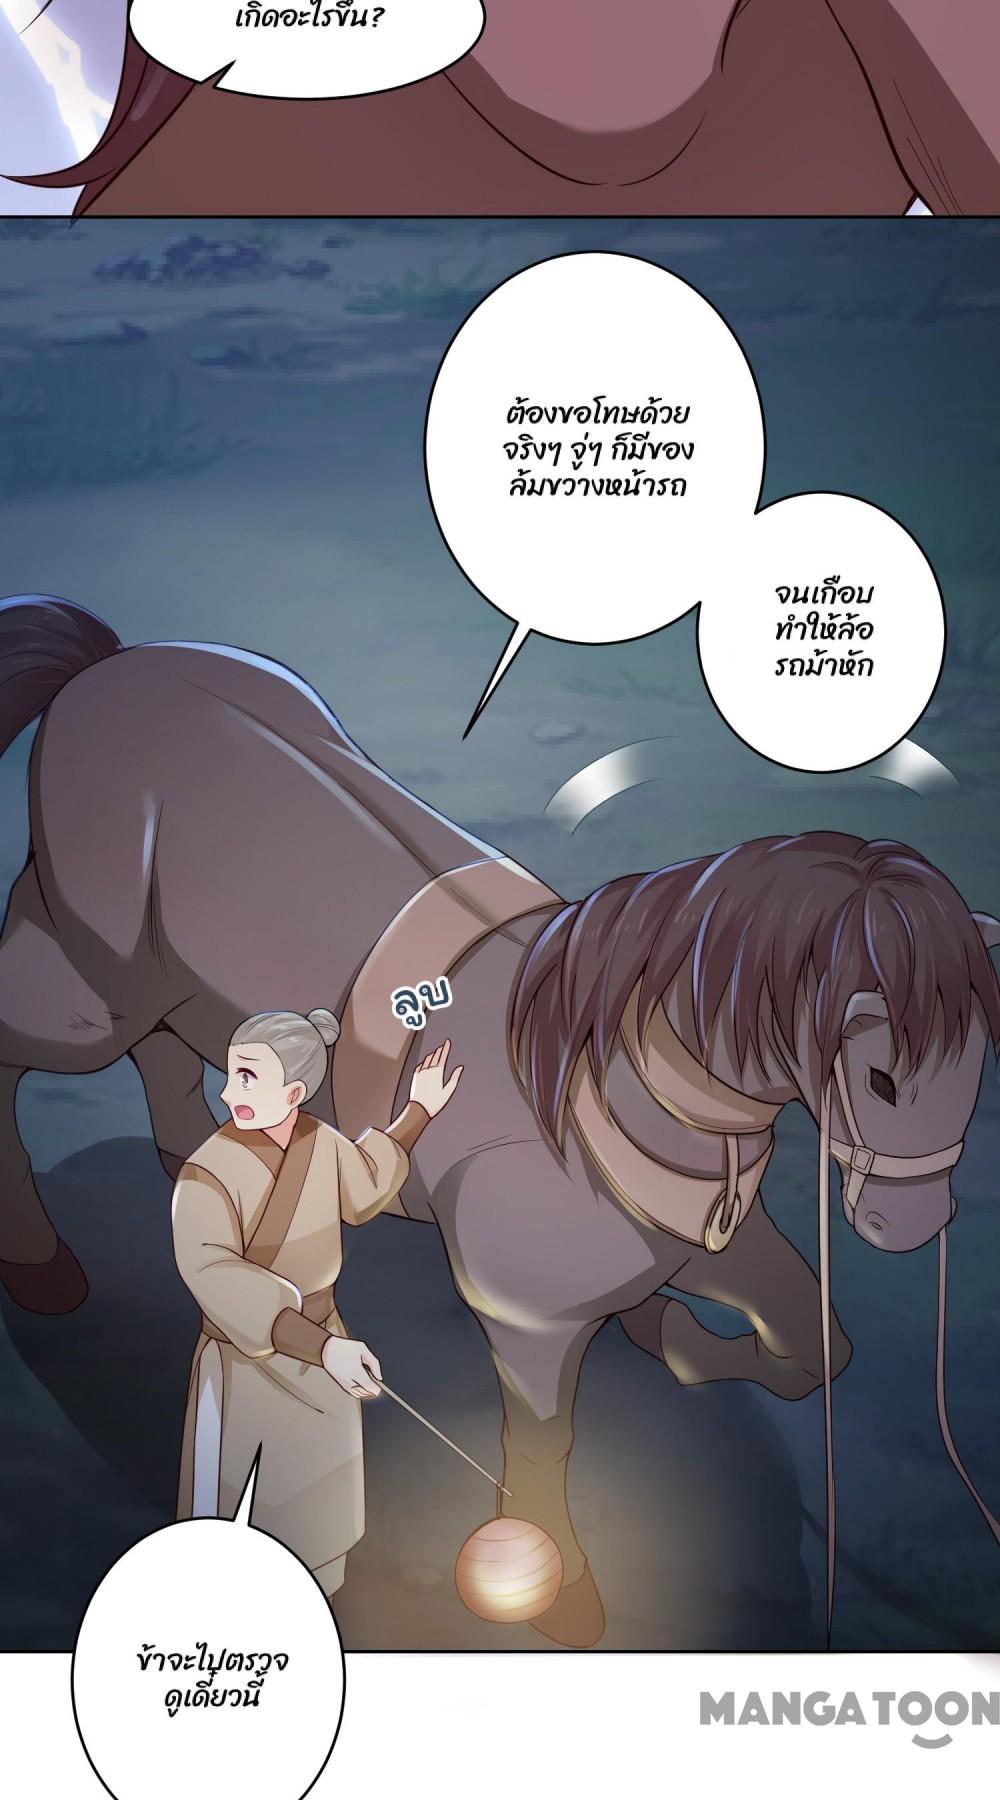 เกิดอะไรขึ้น?
ต้องขอโทษด้วย
จริงๆ จู่ๆ ก็มีของ
ล้มขวางหน้ารถ
จนเกือบ
ทำให้ล้อ
รถม้าหัก
ลูบ
ข้าจะไปตรวจ
ดูเดี๋ยวนี้
MANGATOON